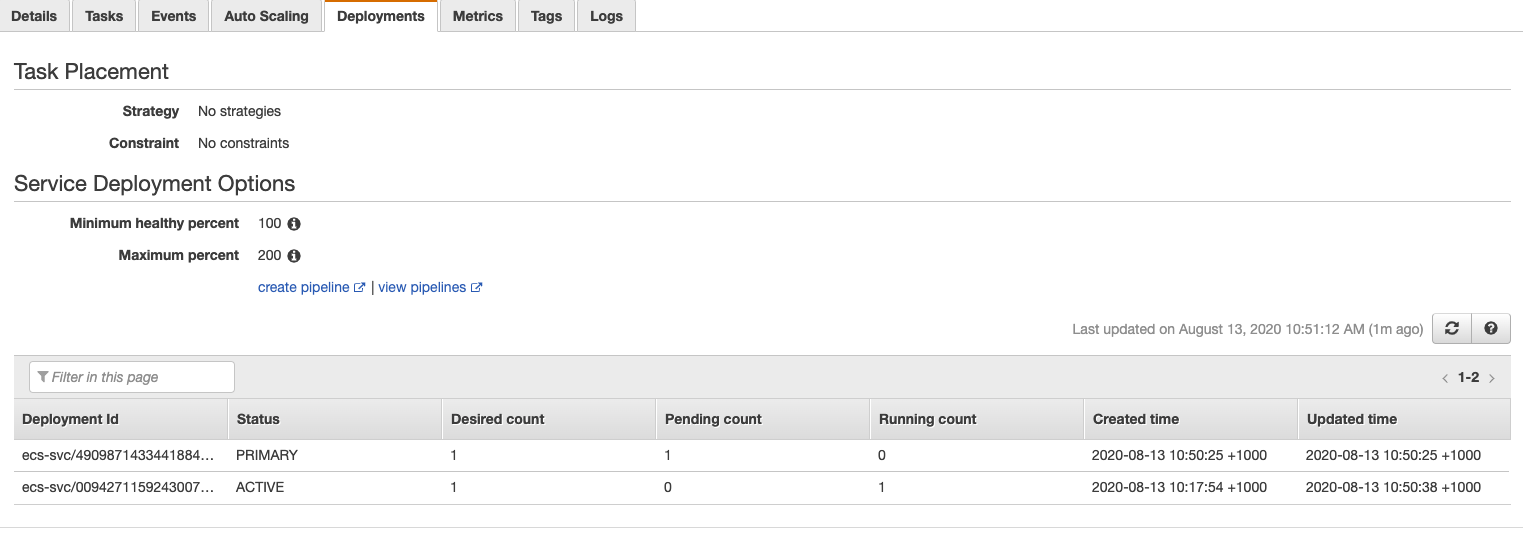 Details Tasks Events Auto Scaling Deployments Metrics Tags Logs
Task Placement
Strategy No strategies
Constraint No constraints
Service Deployment Options
Minimum healthy percent 100
Maximum percent 200
create pipeline | view pipelines
Last updated on August 13, 2020 10:51:12 AM (1m ago)
Filter in this page < 1-2 >
Deployment Id Status Desired count Pending count Running count Created time Updated time
ecs-svc/4909871433441884... PRIMARY 1 1 0 2020-08-13 10:50:25 +1000 2020-08-13 10:50:25 +1000
ecs-svc/0094271159243007... ACTIVE 1 0 1 2020-08-13 10:17:54 +1000 2020-08-13 10:50:38 +1000